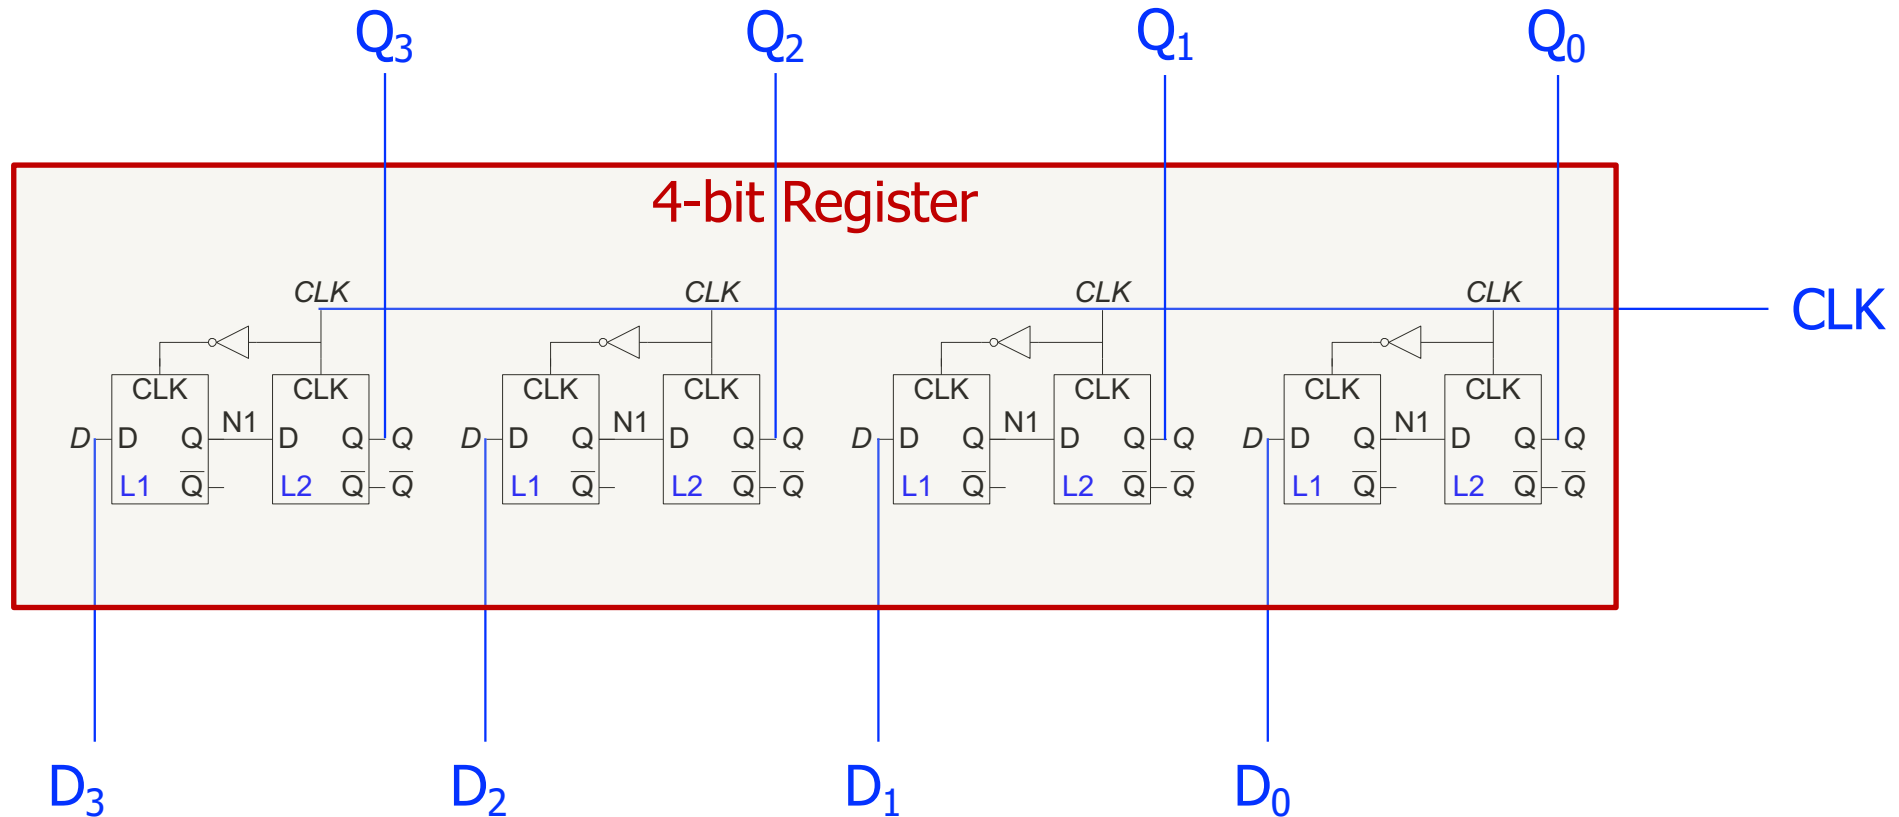 Q3 Q2 Q1 Q0
4-bit Register
CLK CLK CLK CLK CLK
CLK CLK CLK CLK CLK CLK CLK CLK
D D Q N1 D Q Q D D Q N1 D Q Q D D Q N1 D Q Q D D Q N1 D Q Q
L1 Q̅ L2 Q̅ Q̅ L1 Q̅ L2 Q̅ Q̅ L1 Q̅ L2 Q̅ Q̅ L1 Q̅ L2 Q̅ Q̅
D3 D2 D1 D0